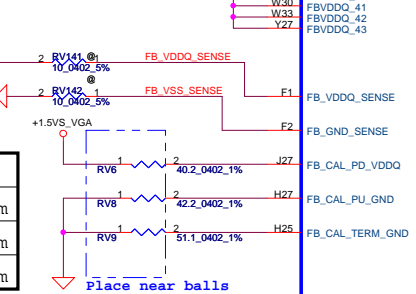 W30 FBVDDQ_41
W33 FBVDDQ_42
Y27 FBVDDQ_43
2 RV141 @ 1 FB_VDDQ_SENSE
10_0402_5%
@
2 RV142 1 FB_VSS_SENSE
10_0402_5%
F1 FB_VDDQ_SENSE
+1.5VS_VGA
F2 FB_GND_SENSE
1 2 J27 FB_CAL_PD_VDDQ
RV6 40.2_0402_1%
1 2 H27 FB_CAL_PU_GND
RV8 42.2_0402_1%
1 2 H25 FB_CAL_TERM_GND
RV9 51.1_0402_1%
m
m
m
Place near balls